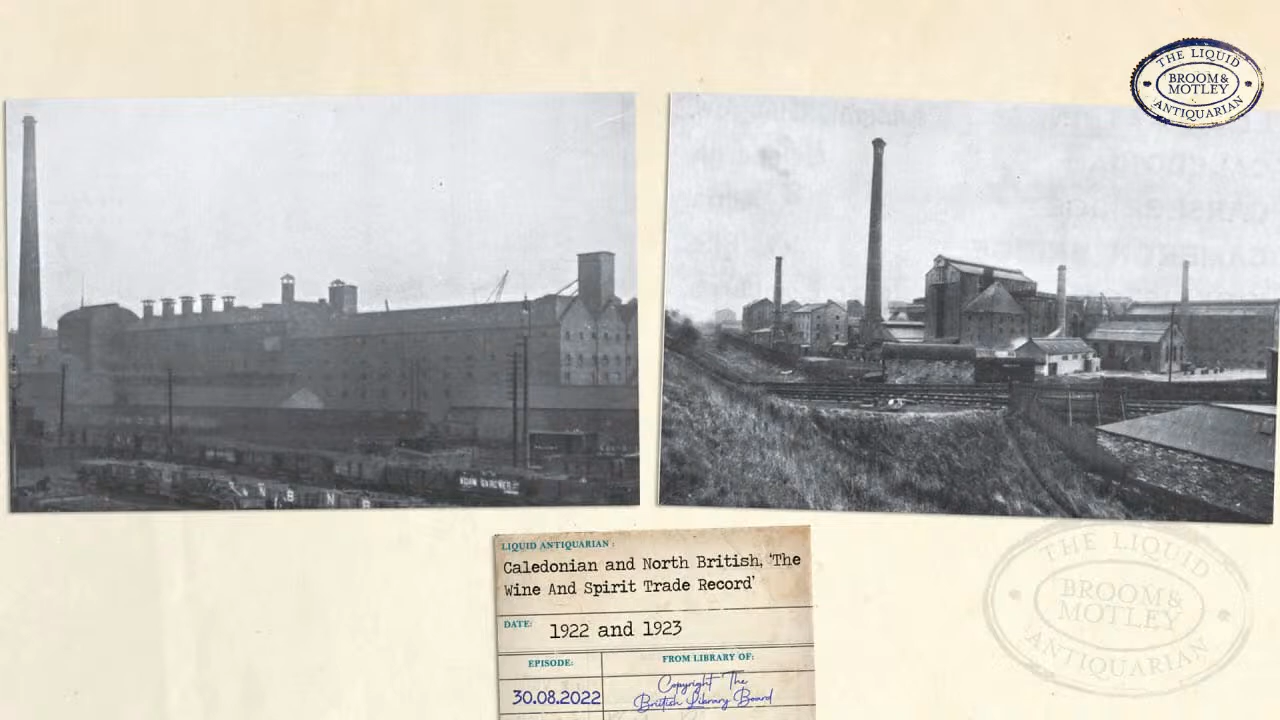 THE LIQUID
BROOM&
MOTLEY
ANTIQUARIAN
LIQUID ANTIQUARIAN :
Caledonian and North British, 'The
Wine And Spirit Trade Record'
DATE: 1922 and 1923
EPISODE:
FROM LIBRARY OF:
30.08.2022
Copyright The
British Library Board
THE LIQUID
BROOM&
MOTLEY
ANTIQUARIAN